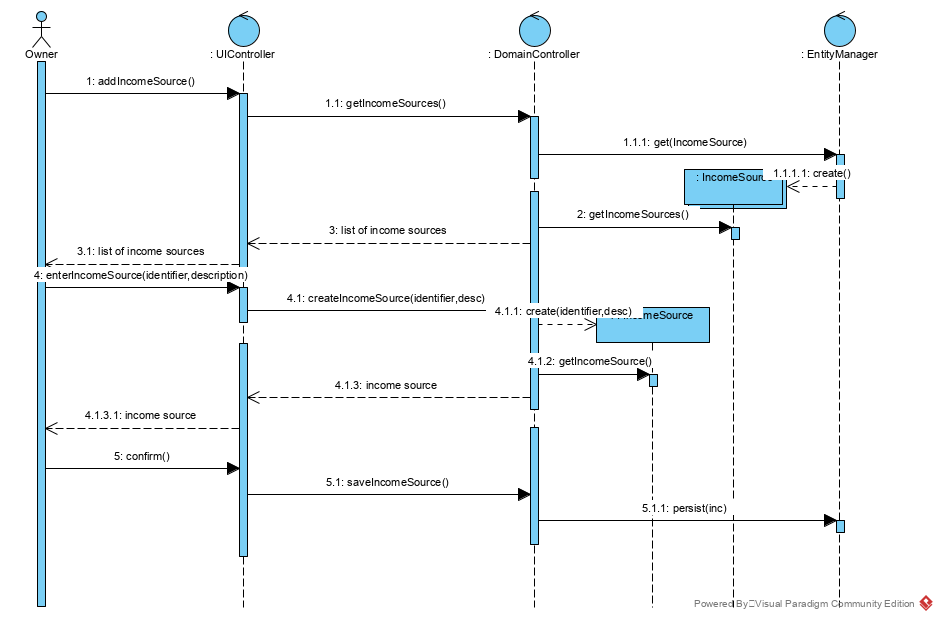 Owner
: UIController
: DomainController
: EntityManager
1: addIncomeSource()
1.1: getIncomeSources()
1.1.1: get(IncomeSource)
1.1.1.1: create()
: IncomeSource
2: getIncomeSources()
3: list of income sources
3.1: list of income sources
4: enterIncomeSource(identifier,description)
4.1: createIncomeSource(identifier,desc)
4.1.1: create(identifier,desc)
: IncomeSource
4.1.2: getIncomeSource()
4.1.3: income source
4.1.3.1: income source
5: confirm()
5.1: saveIncomeSource()
5.1.1: persist(inc)
Powered By Visual Paradigm Community Edition